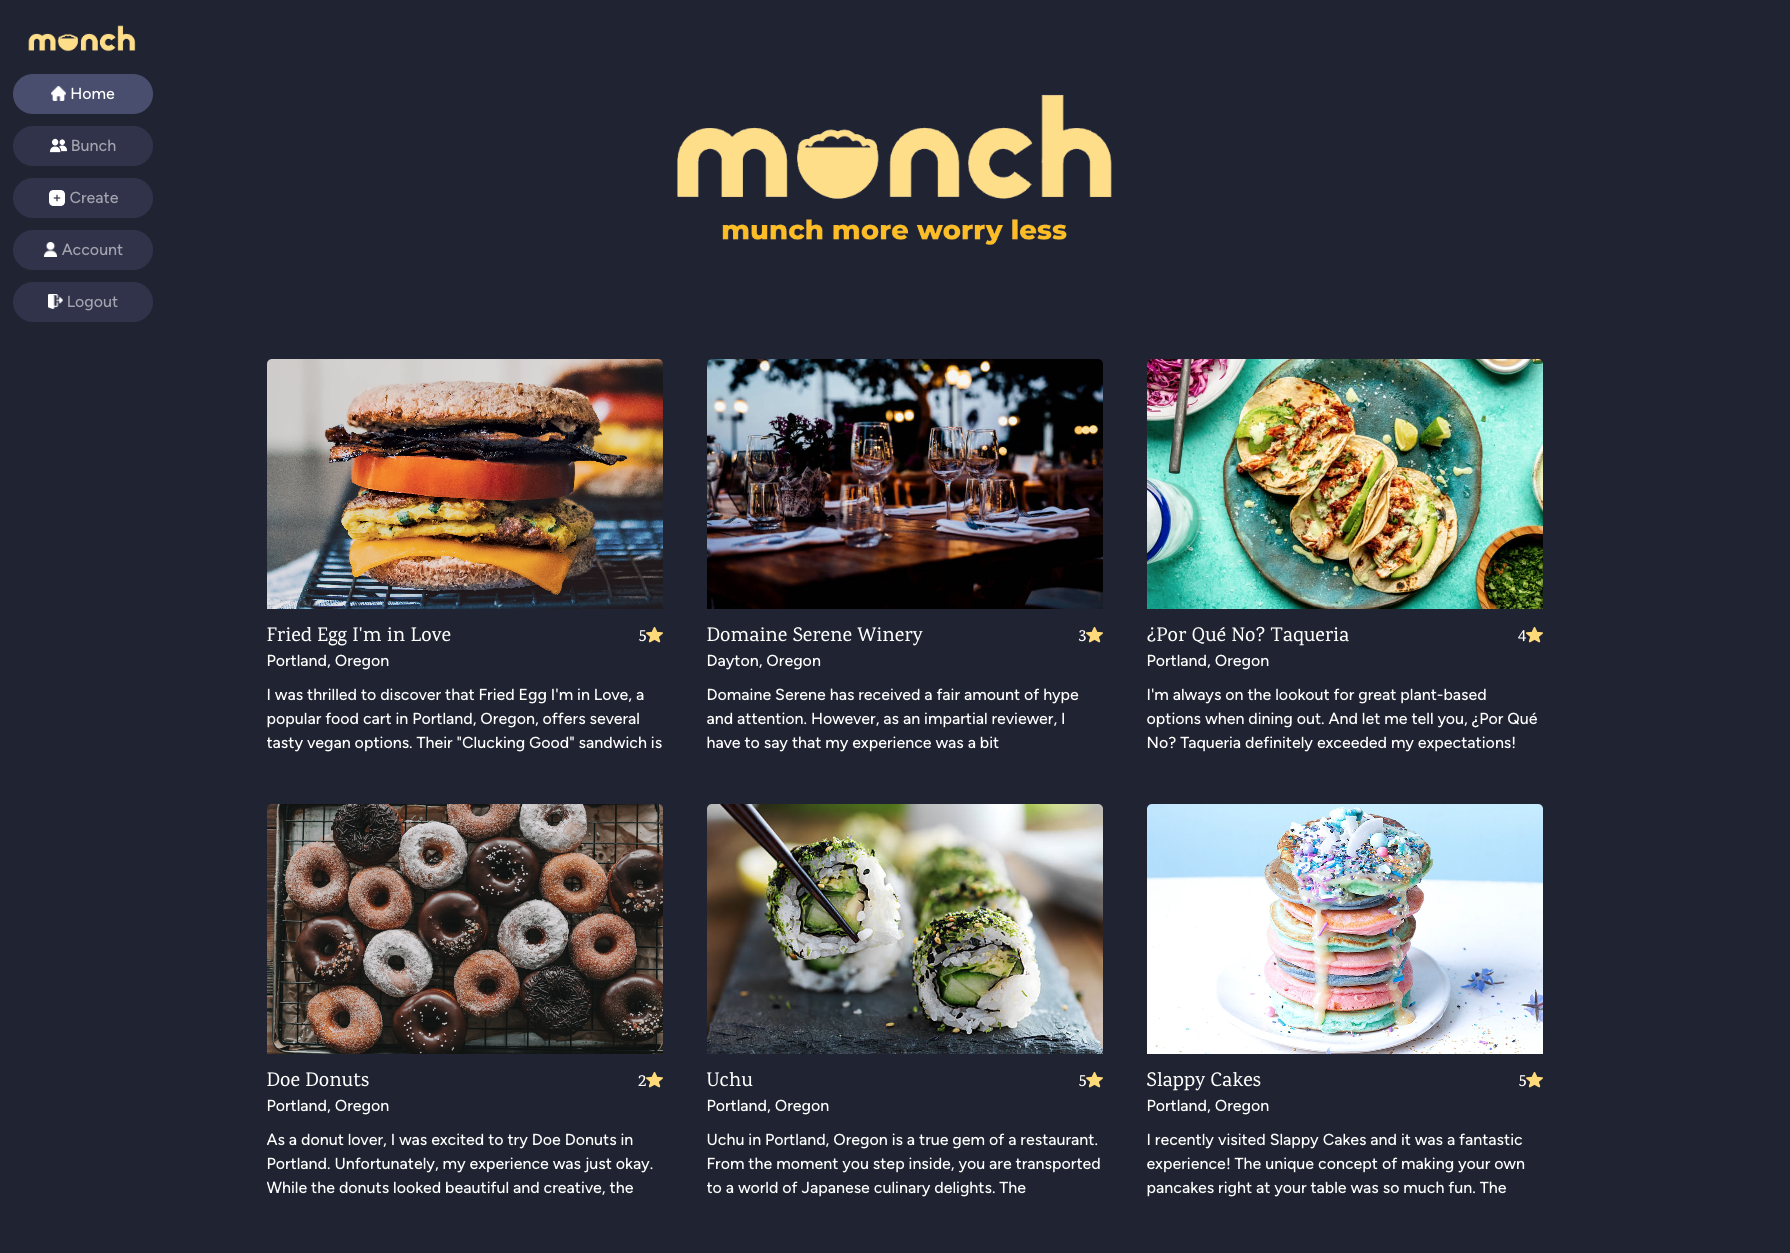 munch
Home
Bunch
Create
Account
Logout
munch
munch more worry less
Fried Egg I'm in Love 5
Portland, Oregon
I was thrilled to discover that Fried Egg I'm in Love, a
popular food cart in Portland, Oregon, offers several
tasty vegan options. Their "Clucking Good" sandwich is
Domaine Serene Winery 3
Dayton, Oregon
Domaine Serene has received a fair amount of hype
and attention. However, as an impartial reviewer, I
have to say that my experience was a bit
¿Por Qué No? Taqueria 4
Portland, Oregon
I'm always on the lookout for great plant-based
options when dining out. And let me tell you, ¿Por Qué
No? Taqueria definitely exceeded my expectations!
Doe Donuts 2
Portland, Oregon
As a donut lover, I was excited to try Doe Donuts in
Portland. Unfortunately, my experience was just okay.
While the donuts looked beautiful and creative, the
Uchu 5
Portland, Oregon
Uchu in Portland, Oregon is a true gem of a restaurant.
From the moment you step inside, you are transported
to a world of Japanese culinary delights. The
Slappy Cakes 5
Portland, Oregon
I recently visited Slappy Cakes and it was a fantastic
experience! The unique concept of making your own
pancakes right at your table was so much fun. The